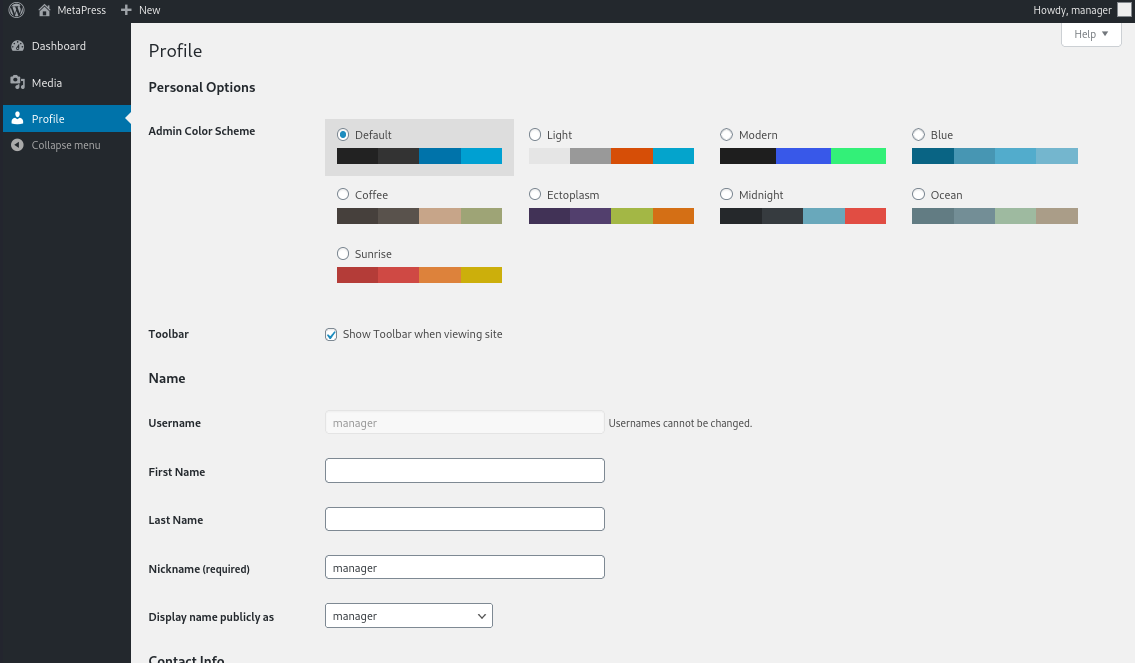 MetaPress New Howdy, manager
Help
Dashboard
Media
Profile
Collapse menu
Profile
Personal Options
Admin Color Scheme
Default Light Modern Blue
Coffee Ectoplasm Midnight Ocean
Sunrise
Toolbar Show Toolbar when viewing site
Name
Username manager Usernames cannot be changed.
First Name
Last Name
Nickname (required) manager
Display name publicly as manager
Contact Info